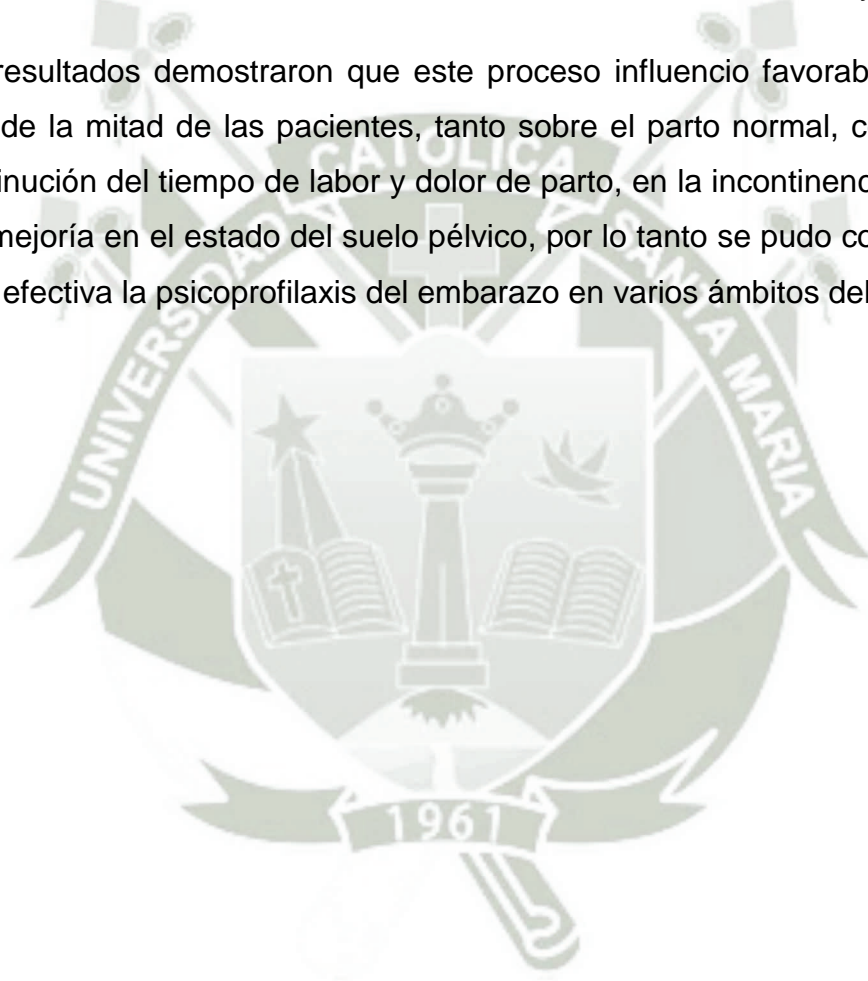 resultados demostraron que este proceso influencio favorab
de la mitad de las pacientes, tanto sobre el parto normal, c
inución del tiempo de labor y dolor de parto, en la incontinenc
mejoría en el estado del suelo pélvico, por lo tanto se pudo co
efectiva la psicoprofilaxis del embarazo en varios ámbitos del
UNIVERSIDAD CATOLICA SANTA MARIA
1961